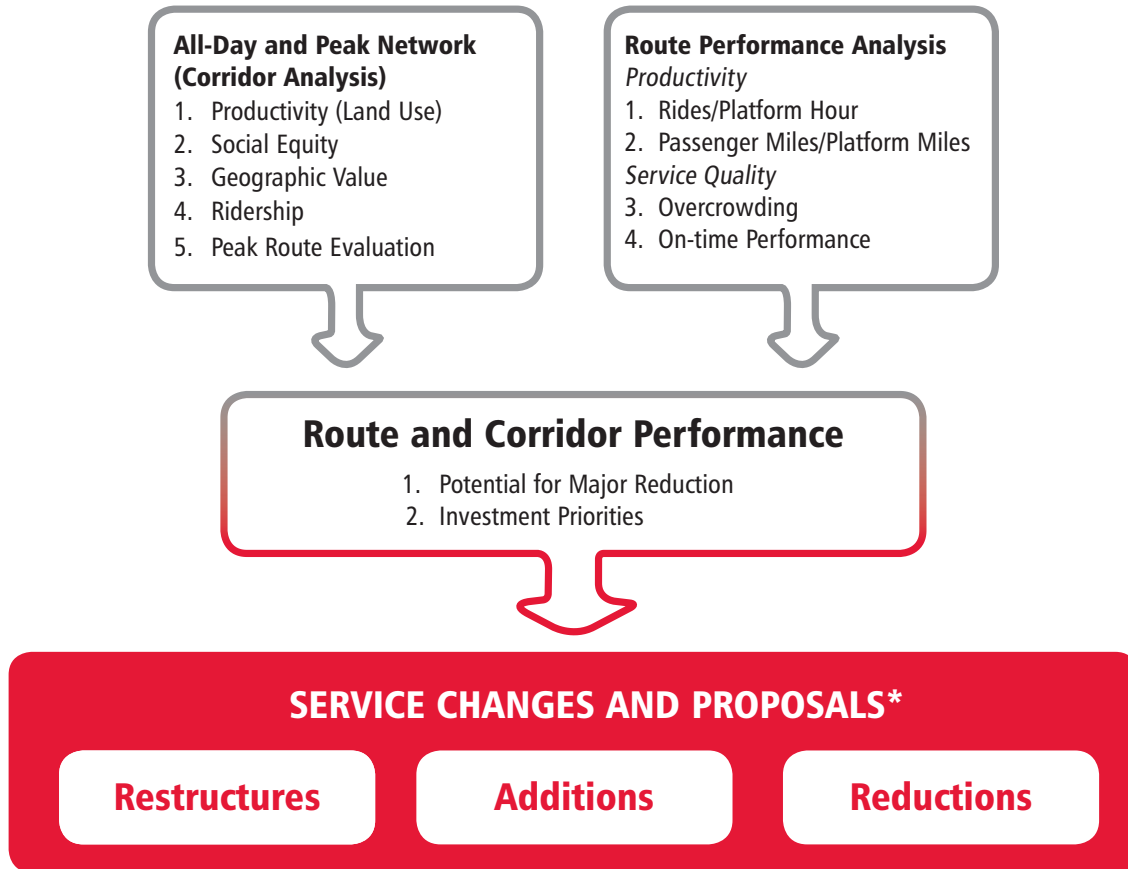 All-Day and Peak Network
(Corridor Analysis)
1. Productivity (Land Use)
2. Social Equity
3. Geographic Value
4. Ridership
5. Peak Route Evaluation
Route Performance Analysis
Productivity
1. Rides/Platform Hour
2. Passenger Miles/Platform Miles
Service Quality
3. Overcrowding
4. On-time Performance
Route and Corridor Performance
1. Potential for Major Reduction
2. Investment Priorities
SERVICE CHANGES AND PROPOSALS*
Restructures
Additions
Reductions